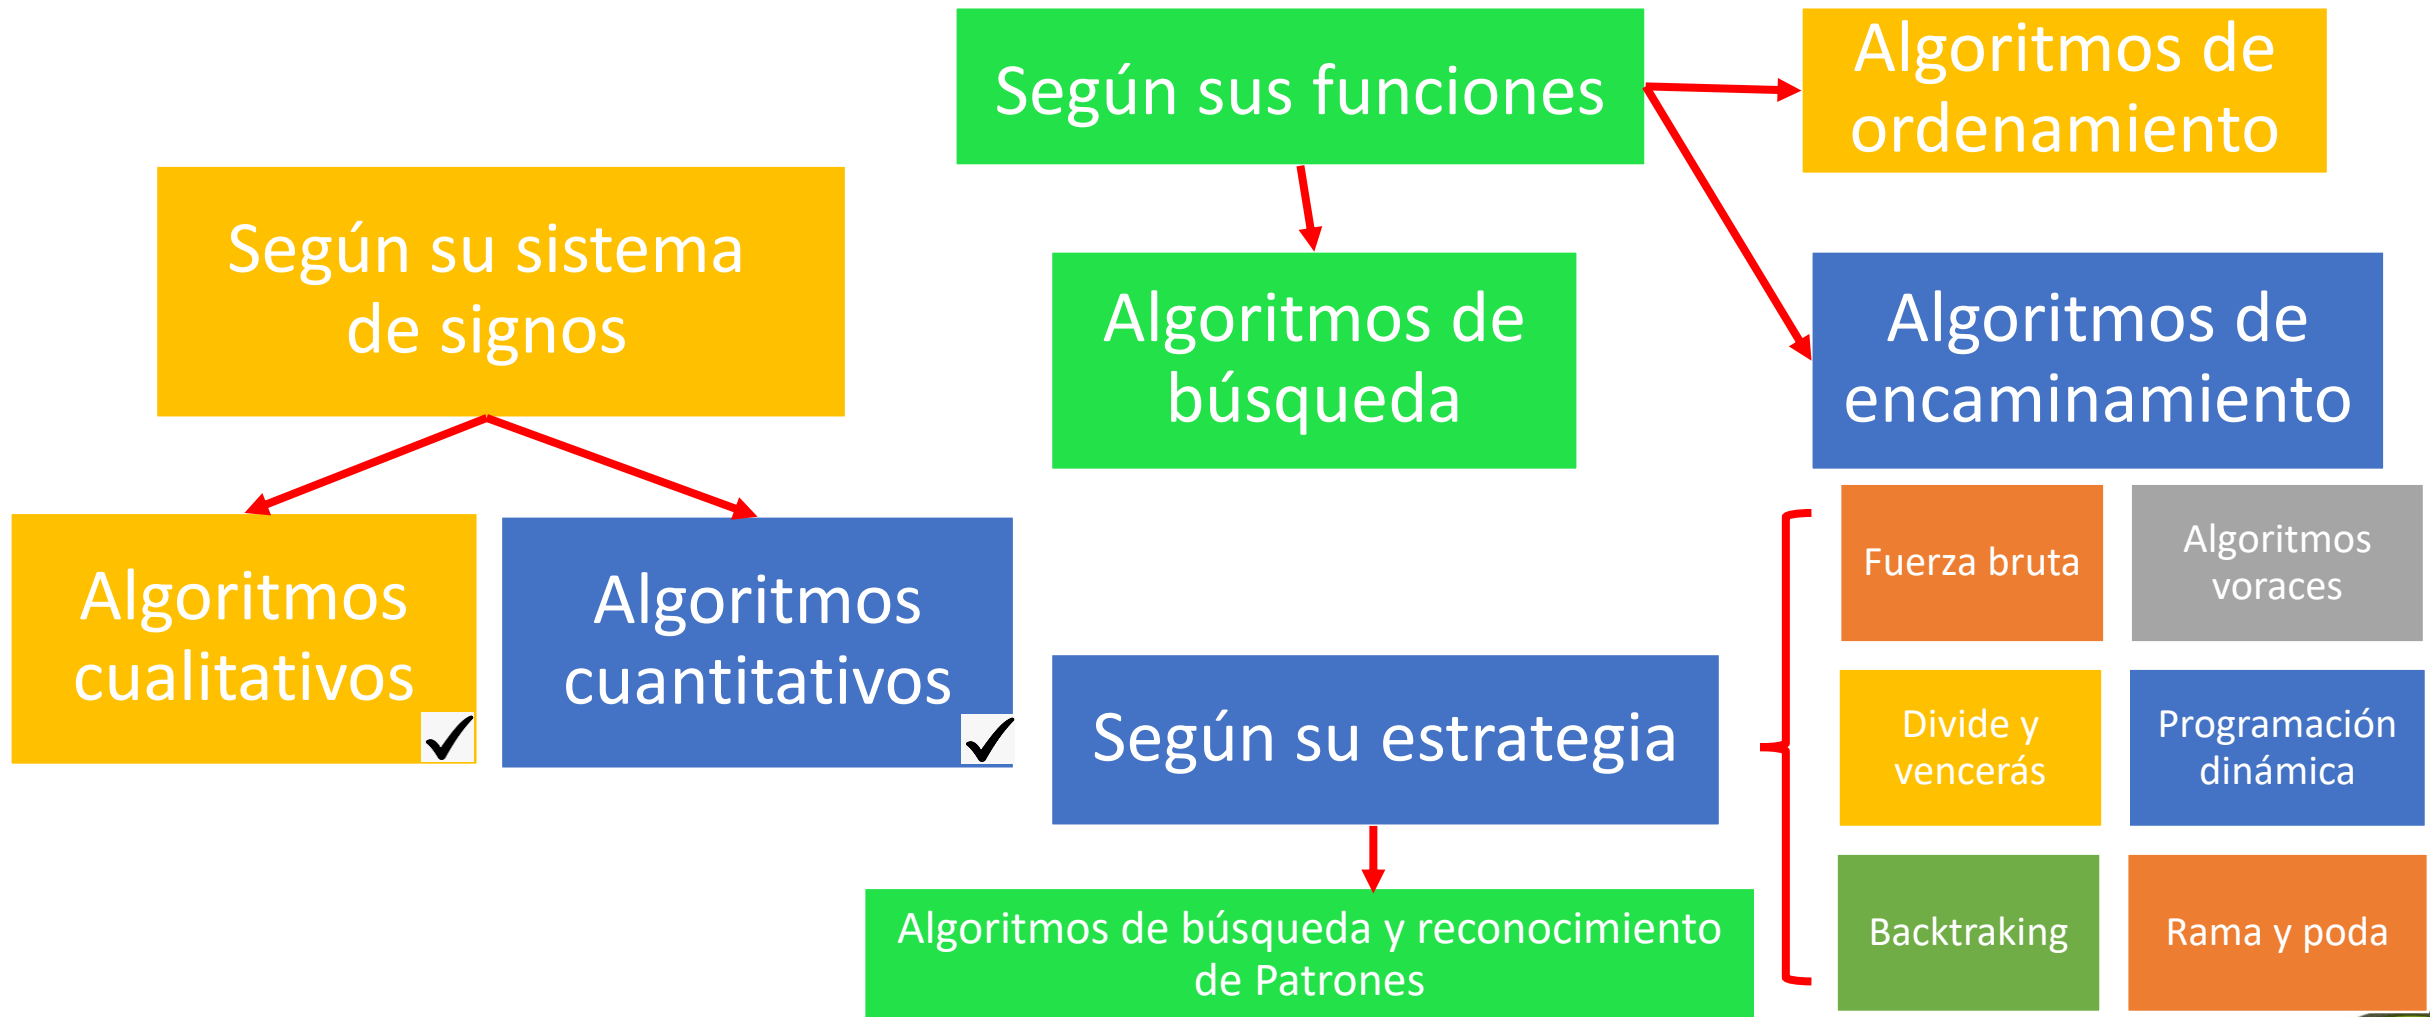 Según sus funciones
Algoritmos de
ordenamiento
Según su sistema
de signos
Algoritmos de
búsqueda
Algoritmos de
encaminamiento
Algoritmos
cualitativos
Algoritmos
cuantitativos
Según su estrategia
Fuerza bruta
Algoritmos
voraces
Divide y
vencerás
Programación
dinámica
Backtraking
Rama y poda
Algoritmos de búsqueda y reconocimiento
de Patrones